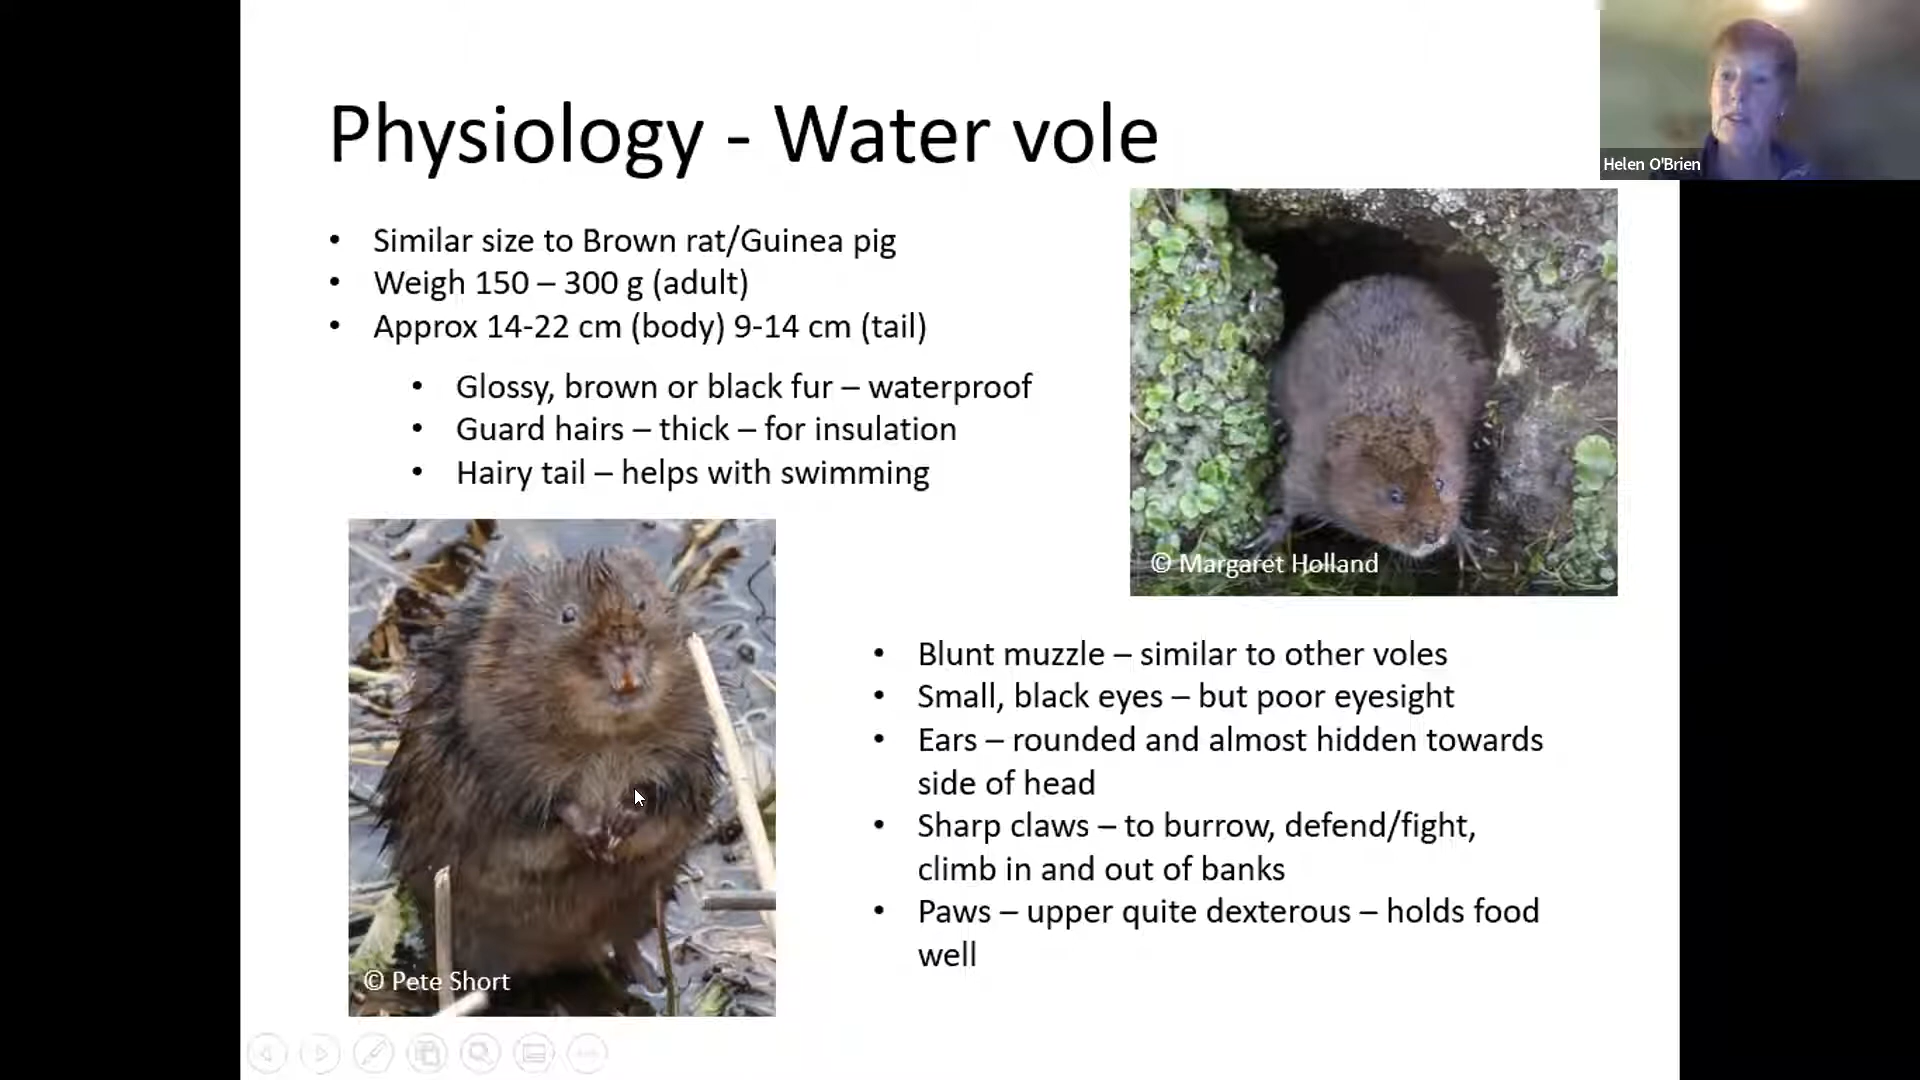 Helen O'Brien
Physiology - Water vole
• Similar size to Brown rat/Guinea pig
• Weigh 150 – 300 g (adult)
• Approx 14-22 cm (body) 9-14 cm (tail)
• Glossy, brown or black fur – waterproof
• Guard hairs – thick – for insulation
• Hairy tail – helps with swimming
© Margaret Holland
© Pete Short
• Blunt muzzle – similar to other voles
• Small, black eyes – but poor eyesight
• Ears – rounded and almost hidden towards
side of head
• Sharp claws – to burrow, defend/fight,
climb in and out of banks
• Paws – upper quite dexterous – holds food
well